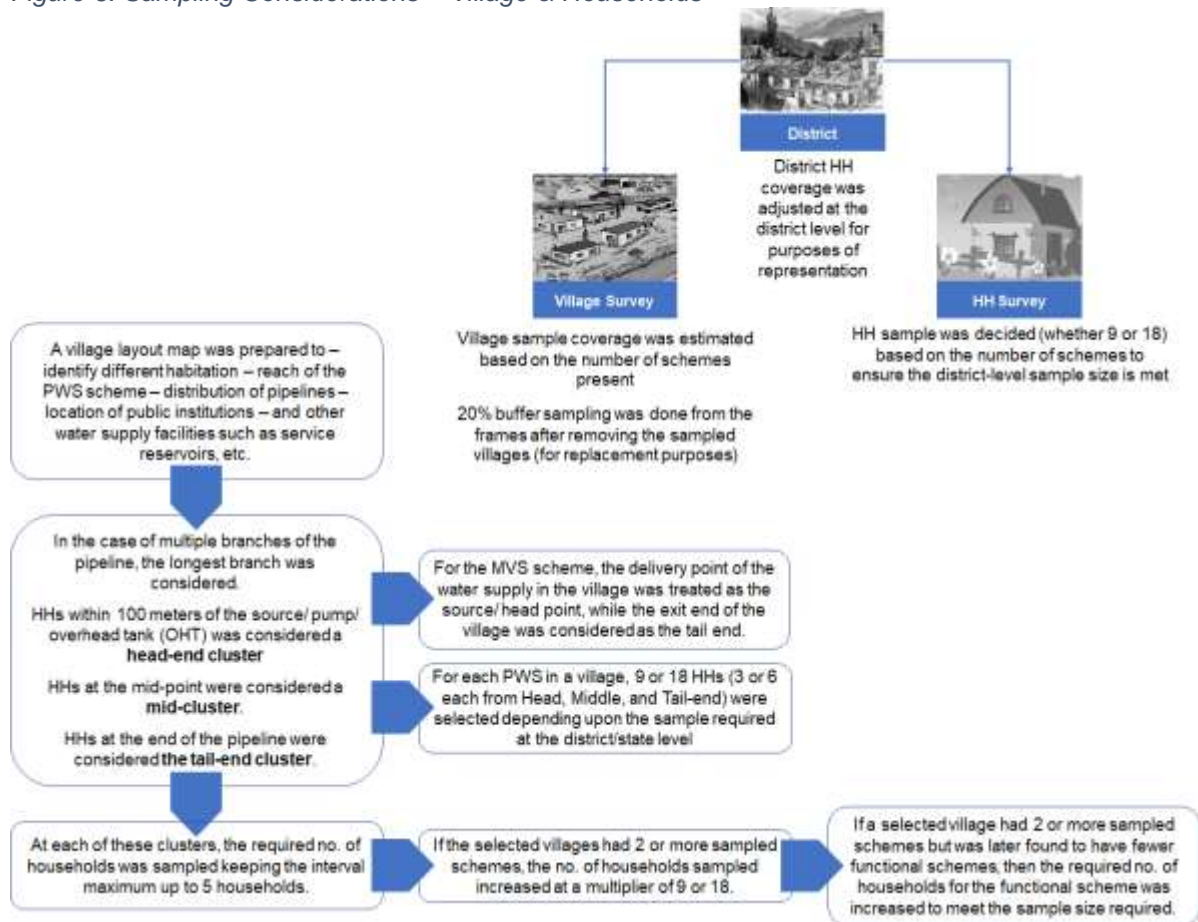 Figure 3: Sampling Considerations – Village & Households
District
District HH
coverage was
adjusted at the
district level for
purposes of
representation
Village Survey
Village sample coverage was estimated
based on the number of schemes
present
20% buffer sampling was done from the
frames after removing the sampled
villages (for replacement purposes)
HH Survey
HH sample was decided (whether 9 or 18)
based on the number of schemes to
ensure the district-level sample size is met
A village layout map was prepared to –
identify different habitation – reach of the
PWS scheme – distribution of pipelines –
location of public institutions – and other
water supply facilities such as service
reservoirs, etc.
In the case of multiple branches of the
pipeline, the longest branch was
considered.
HHs within 100 meters of the source/ pump/
overhead tank (OHT) was considered a
head-end cluster
HHs at the mid-point were considered a
mid-cluster.
HHs at the end of the pipeline were
considered the tail-end cluster.
For the MVS scheme, the delivery point of the
water supply in the village was treated as the
source/ head point, while the exit end of the
village was considered as the tail end.
For each PWS in a village, 9 or 18 HHs (3 or 6
each from Head, Middle, and Tail-end) were
selected depending upon the sample required
at the district/state level
At each of these clusters, the required no. of
households was sampled keeping the interval
maximum up to 5 households.
If the selected villages had 2 or more sampled
schemes, the no. of households sampled
increased at a multiplier of 9 or 18.
If a selected village had 2 or more sampled
schemes but was later found to have fewer
functional schemes, then the required no. of
households for the functional scheme was
increased to meet the sample size required.